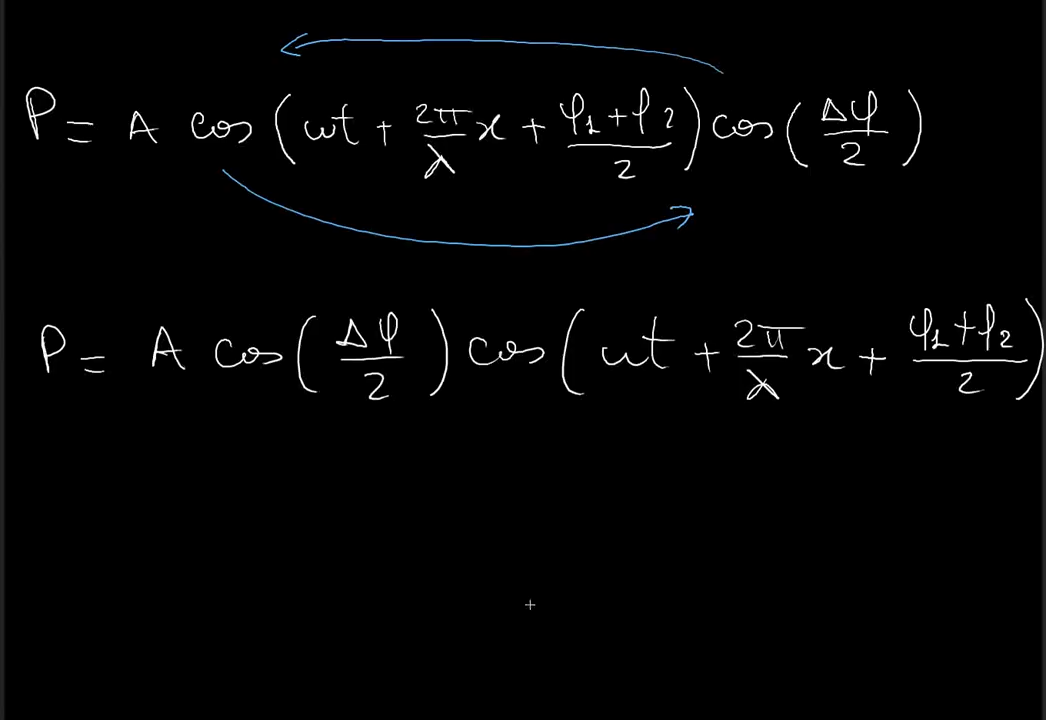 P = A cos(ωt + 2π/λ x + (φ1+φ2)/2) cos(Δφ/2)
P = A cos(Δφ/2) cos(ωt + 2π/λ x + (φ1+φ2)/2)